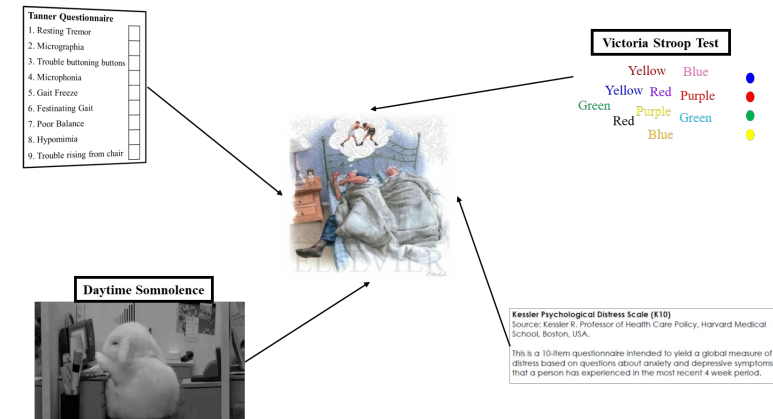 Tanner Questionnaire
1. Resting Tremor
2. Micrographia
3. Trouble buttoning buttons
4. Microphonia
5. Gait Freeze
6. Festinating Gait
7. Poor Balance
8. Hypomimia
9. Trouble rising from chair
Victoria Stroop Test
Yellow Blue
Yellow Red Purple
Green Purple Green
Red
Blue
ELSEVIER
Daytime Somnolence
Kessler Psychological Distress Scale (K10)
Source: Kessler R. Professor of Health Care Policy, Harvard Medical
School, Boston, USA.
This is a 10-item questionnaire intended to yield a global measure of
distress based on questions about anxiety and depressive symptoms
that a person has experienced in the most recent 4 week period.